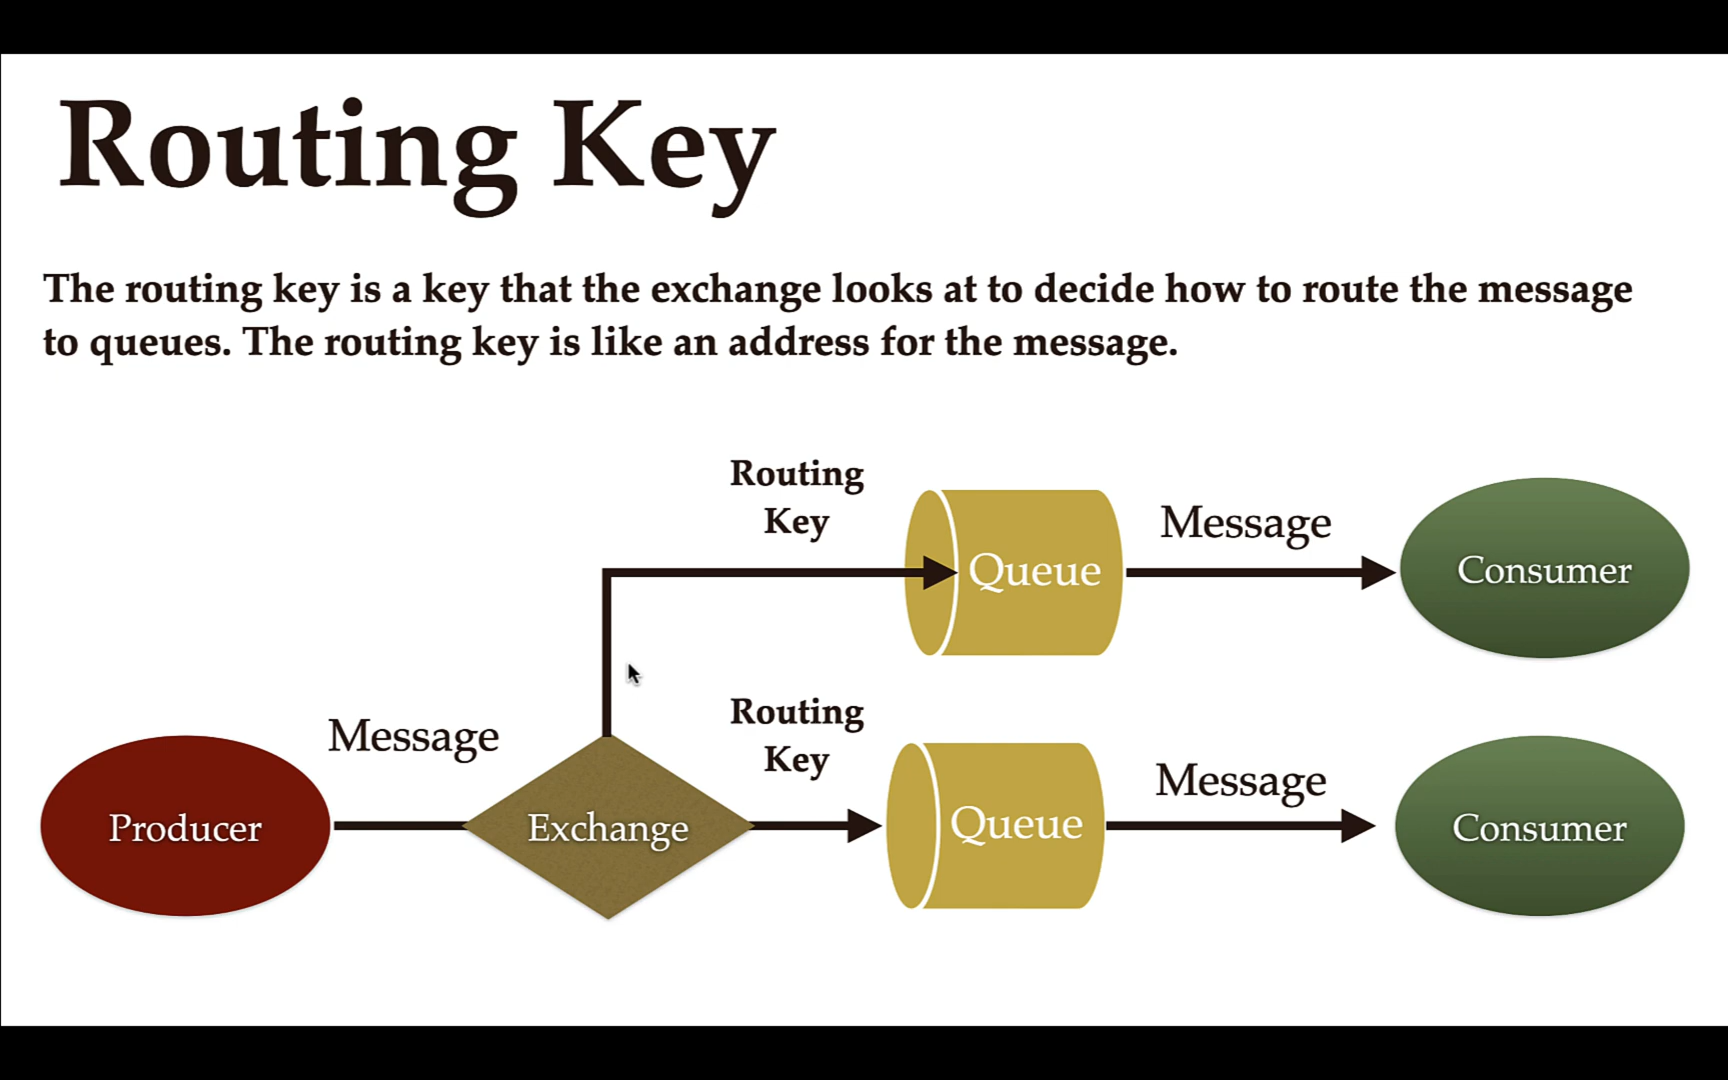 Routing Key
The routing key is a key that the exchange looks at to decide how to route the message
to queues. The routing key is like an address for the message.
Routing
Key
Queue
Message
Consumer
Producer
Message
Exchange
Routing
Key
Queue
Message
Consumer